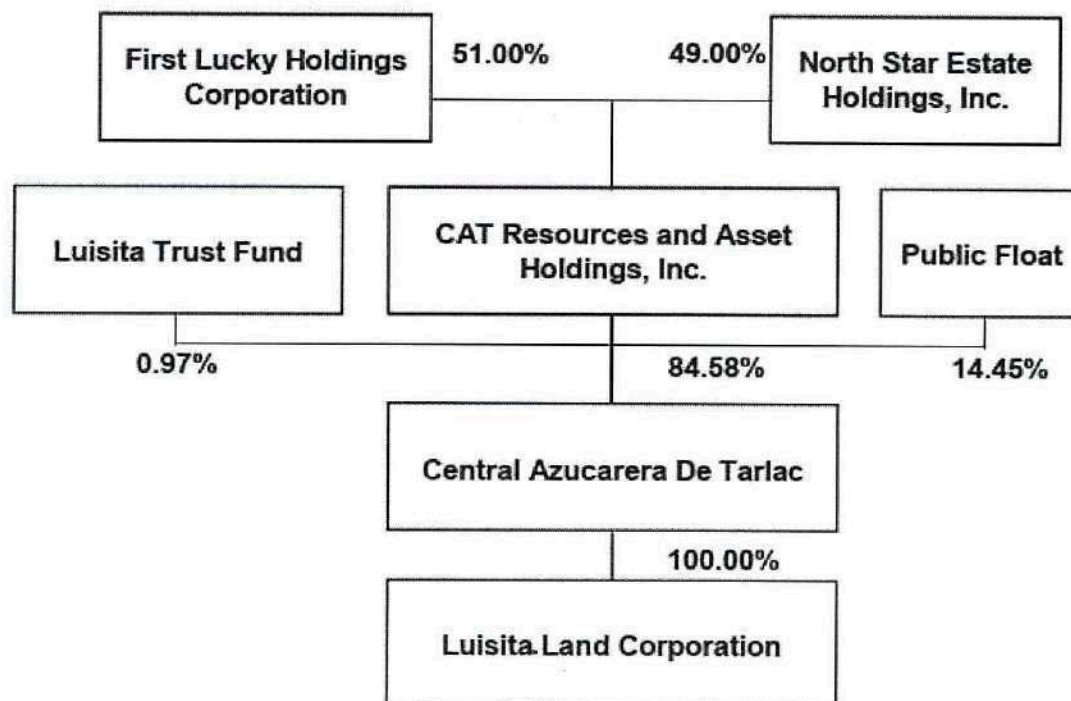 First Lucky Holdings
Corporation
51.00%
49.00%
North Star Estate
Holdings, Inc.
Luisita Trust Fund
CAT Resources and Asset
Holdings, Inc.
Public Float
0.97%
84.58%
14.45%
Central Azucarera De Tarlac
100.00%
Luisita Land Corporation